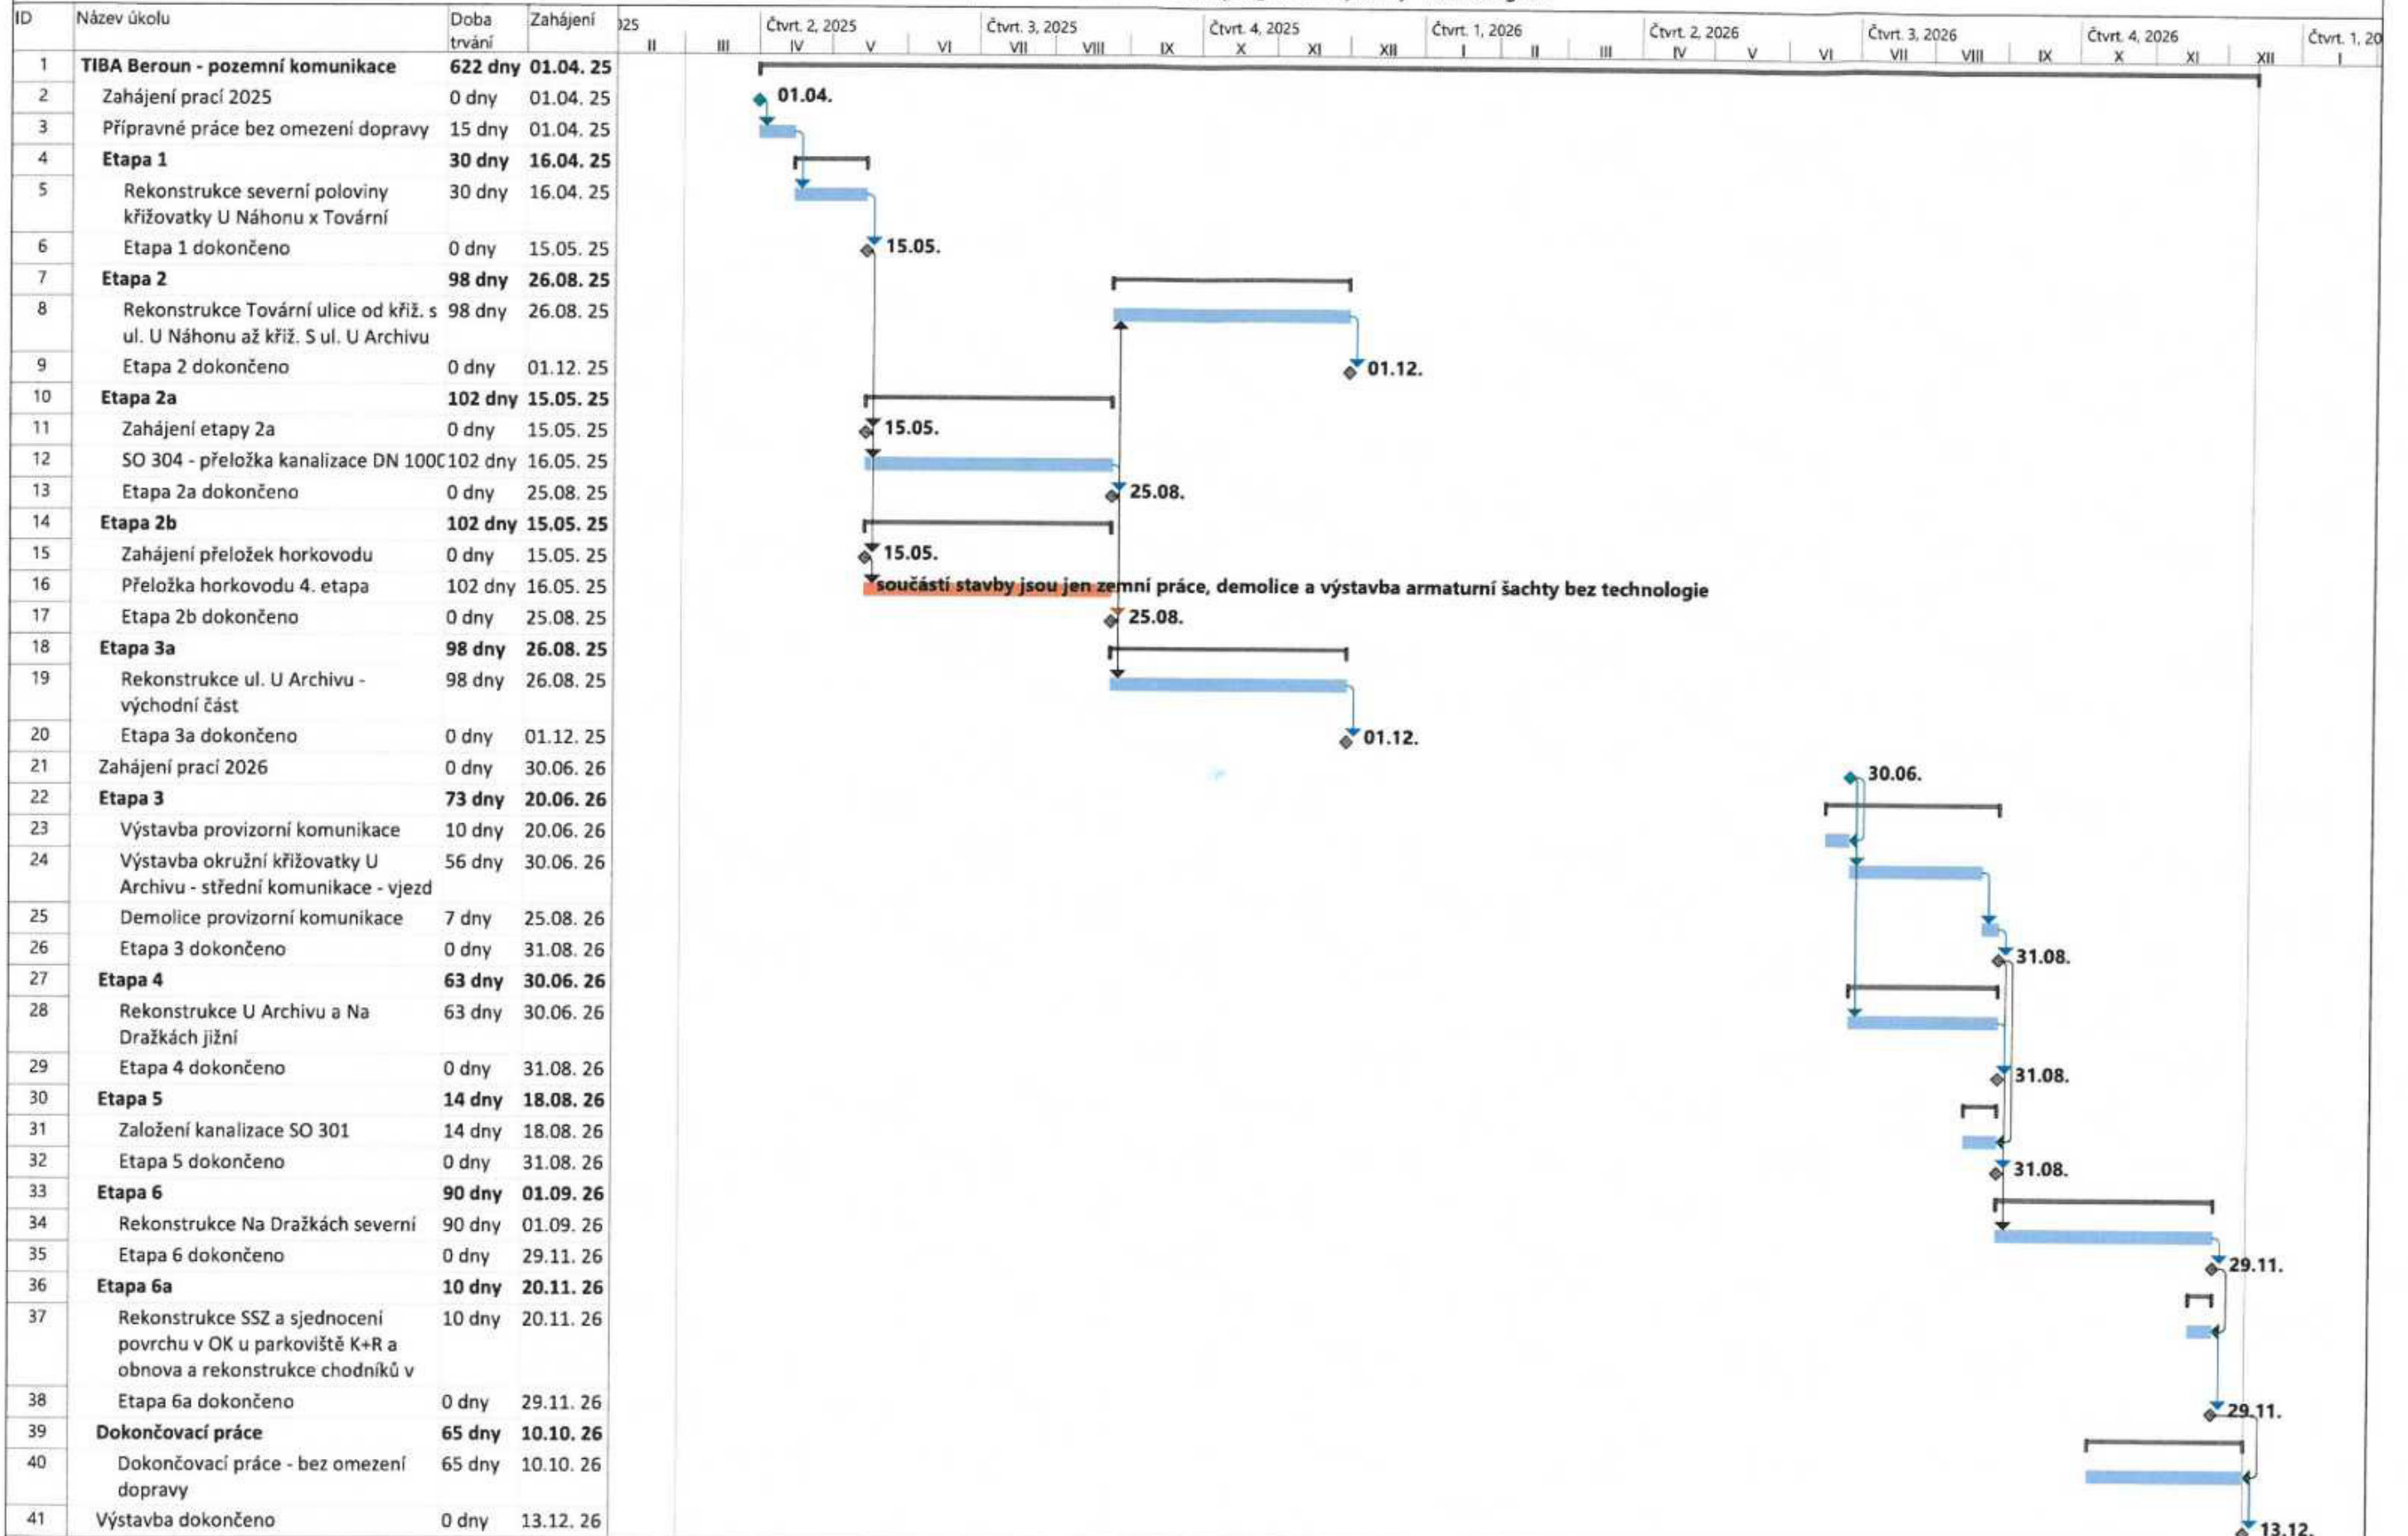 ID Název úkolu Doba trvání Zahájení
025 Čtvrt. 2, 2025 Čtvrt. 3, 2025 Čtvrt. 4, 2025 Čtvrt. 1, 2026 Čtvrt. 2, 2026 Čtvrt. 3, 2026 Čtvrt. 4, 2026 Čtvrt. 1, 20
II III IV V VI VII VIII IX X XI XII I II III IV V VI VII VIII IX X XI XII I
1 TIBA Beroun - pozemní komunikace 622 dny 01.04. 25
2 Zahájení prací 2025 0 dny 01.04. 25 01.04.
3 Přípravné práce bez omezení dopravy 15 dny 01.04. 25
4 Etapa 1 30 dny 16.04. 25
5 Rekonstrukce severní poloviny 30 dny 16.04. 25
křižovatky U Náhonu x Tovární
6 Etapa 1 dokončeno 0 dny 15.05. 25 15.05.
7 Etapa 2 98 dny 26.08. 25
8 Rekonstrukce Tovární ulice od křiž. s 98 dny 26.08. 25
ul. U Náhonu až křiž. S ul. U Archivu
9 Etapa 2 dokončeno 0 dny 01.12. 25 01.12.
10 Etapa 2a 102 dny 15.05. 25
11 Zahájení etapy 2a 0 dny 15.05. 25 15.05.
12 SO 304 - přeložka kanalizace DN 1000 102 dny 16.05. 25
13 Etapa 2a dokončeno 0 dny 25.08. 25 25.08.
14 Etapa 2b 102 dny 15.05. 25
15 Zahájení přeložek horkovodu 0 dny 15.05. 25 15.05.
16 Přeložka horkovodu 4. etapa 102 dny 16.05. 25 součástí stavby jsou jen zemní práce, demolice a výstavba armaturní šachty bez technologie
17 Etapa 2b dokončeno 0 dny 25.08. 25 25.08.
18 Etapa 3a 98 dny 26.08. 25
19 Rekonstrukce ul. U Archivu - 98 dny 26.08. 25
východní část
20 Etapa 3a dokončeno 0 dny 01.12. 25 01.12.
21 Zahájení prací 2026 0 dny 30.06. 26 30.06.
22 Etapa 3 73 dny 20.06. 26
23 Výstavba provizorní komunikace 10 dny 20.06. 26
24 Výstavba okružní křižovatky U 56 dny 30.06. 26
Archivu - střední komunikace - vjezd
25 Demolice provizorní komunikace 7 dny 25.08. 26
26 Etapa 3 dokončeno 0 dny 31.08. 26 31.08.
27 Etapa 4 63 dny 30.06. 26
28 Rekonstrukce U Archivu a Na 63 dny 30.06. 26
Dražkách jižní
29 Etapa 4 dokončeno 0 dny 31.08. 26 31.08.
30 Etapa 5 14 dny 18.08. 26
31 Založení kanalizace SO 301 14 dny 18.08. 26
32 Etapa 5 dokončeno 0 dny 31.08. 26 31.08.
33 Etapa 6 90 dny 01.09. 26
34 Rekonstrukce Na Dražkách severní 90 dny 01.09. 26
35 Etapa 6 dokončeno 0 dny 29.11. 26 29.11.
36 Etapa 6a 10 dny 20.11. 26
37 Rekonstrukce SSZ a sjednocení 10 dny 20.11. 26
povrchu v OK u parkoviště K+R a
obnova a rekonstrukce chodníků v
38 Etapa 6a dokončeno 0 dny 29.11. 26 29.11.
39 Dokončovací práce 65 dny 10.10. 26
40 Dokončovací práce - bez omezení 65 dny 10.10. 26
dopravy
41 Výstavba dokončeno 0 dny 13.12. 26 13.12.